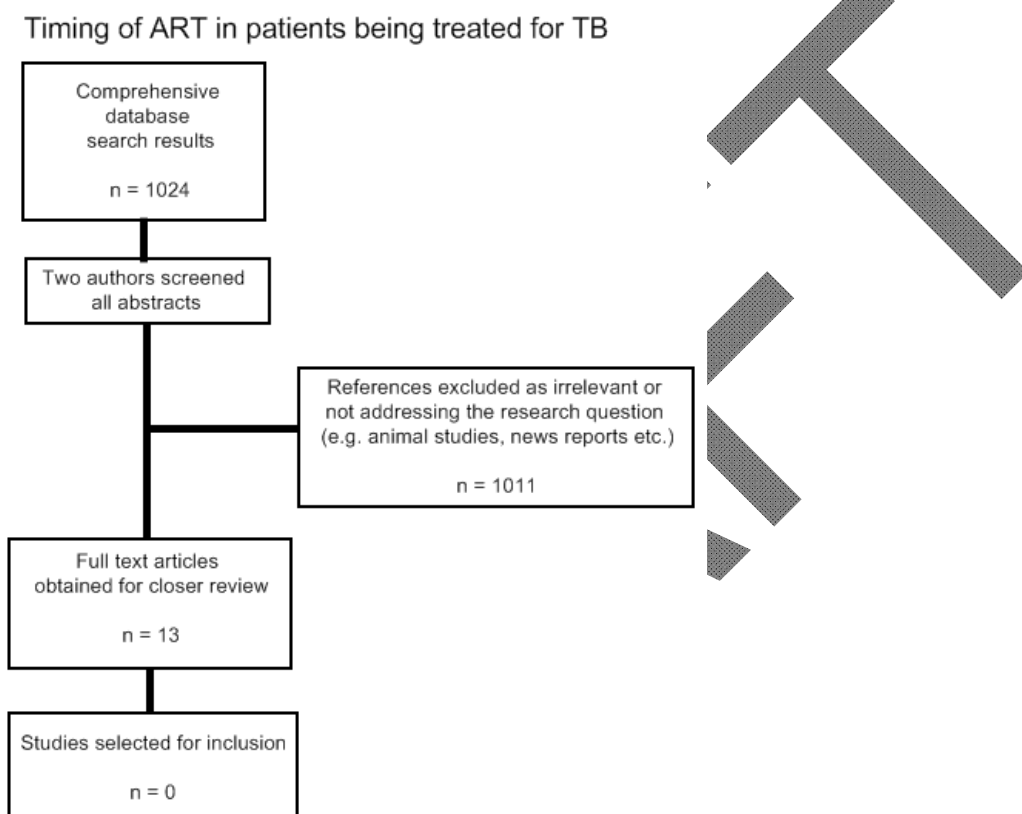 Timing of ART in patients being treated for TB
Comprehensive
database
search results
n = 1024
Two authors screened
all abstracts
References excluded as irrelevant or
not addressing the research question
(e.g. animal studies, news reports etc.)
n = 1011
Full text articles
obtained for closer review
n = 13
Studies selected for inclusion
n = 0